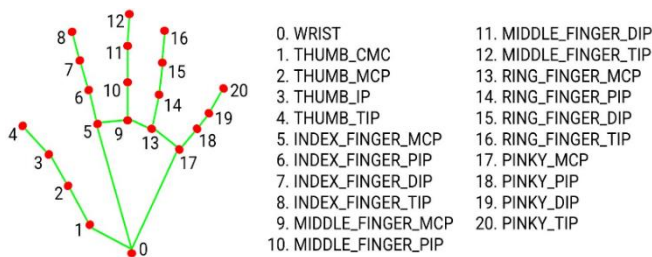 12
8
16
11
7
15
20
6
10
14
19
4
5
9
13
18
3
17
2
1
0
0. WRIST
1. THUMB_CMC
2. THUMB_MCP
3. THUMB_IP
4. THUMB_TIP
5. INDEX_FINGER_MCP
6. INDEX_FINGER_PIP
7. INDEX_FINGER_DIP
8. INDEX_FINGER_TIP
9. MIDDLE_FINGER_MCP
10. MIDDLE_FINGER_PIP
11. MIDDLE_FINGER_DIP
12. MIDDLE_FINGER_TIP
13. RING_FINGER_MCP
14. RING_FINGER_PIP
15. RING_FINGER_DIP
16. RING_FINGER_TIP
17. PINKY_MCP
18. PINKY_PIP
19. PINKY_DIP
20. PINKY_TIP